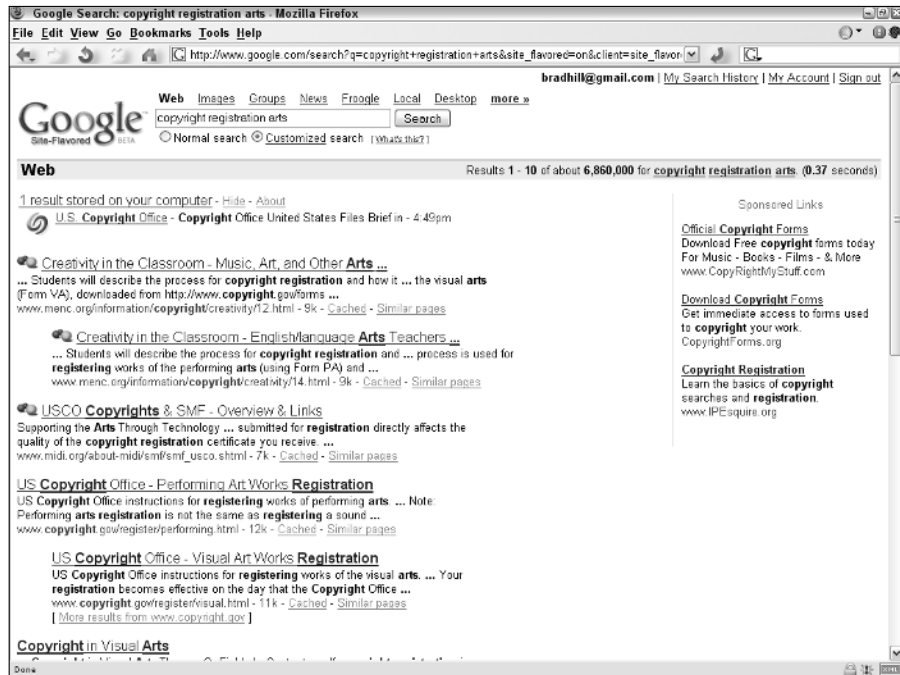 Google Search: copyright registration arts - Mozilla Firefox
File Edit View Go Bookmarks Tools Help
http://www.google.com/search?q=copyright+registration+arts&site_flavored=on&client=site_flavor
bradhill@gmail.com | My Search History | My Account | Sign out
Web Images Groups News Froogle Local Desktop more »
Google
Site-Flavored BETA
copyright registration arts Search
Normal search Customized search [What's this?]
Web Results 1 - 10 of about 6,860,000 for copyright registration arts. (0.37 seconds)
1 result stored on your computer - Hide - About
U.S. Copyright Office - Copyright Office United States Files Brief in - 4:49pm
Creativity in the Classroom - Music, Art, and Other Arts ...
... Students will describe the process for copyright registration and how it ... the visual arts
(Form VA), downloaded from http://www.copyright.gov/forms ...
www.menc.org/information/copyright/creativity/12.html - 9k - Cached - Similar pages
Creativity in the Classroom - English/language Arts Teachers ...
... Students will describe the process for copyright registration and ... process is used for
registering works of the performing arts (using Form PA) and ...
www.menc.org/information/copyright/creativity/14.html - 9k - Cached - Similar pages
USCO Copyrights & SMF - Overview & Links
Supporting the Arts Through Technology ... submitted for registration directly affects the
quality of the copyright registration certificate you receive. ...
www.midi.org/about-midi/smf/smf_usco.shtml - 7k - Cached - Similar pages
US Copyright Office - Performing Art Works Registration
US Copyright Office instructions for registering works of performing arts. ... Note:
Performing arts registration is not the same as registering a sound ...
www.copyright.gov/register/performing.html - 12k - Cached - Similar pages
US Copyright Office - Visual Art Works Registration
US Copyright Office instructions for registering works of the visual arts. ... Your
registration becomes effective on the day that the Copyright Office ...
www.copyright.gov/register/visual.html - 11k - Cached - Similar pages
[ More results from www.copyright.gov ]
Copyright in Visual Arts
Sponsored Links
Official Copyright Forms
Download Free copyright forms today
For Music - Books - Films - & More
www.CopyRightMyStuff.com
Download Copyright Forms
Get immediate access to forms used
to copyright your work.
CopyrightForms.org
Copyright Registration
Learn the basics of copyright
searches and registration.
www.IPEsquire.org
Done